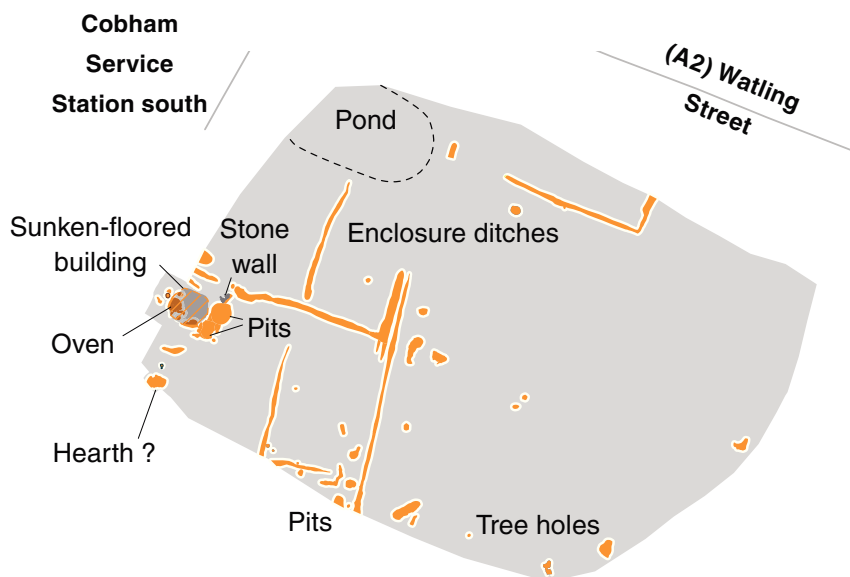 Cobham
Service
Station south
(A2) Watling
Street
Pond
Sunken-floored
building
Stone
wall
Enclosure ditches
Oven
Pits
Hearth ?
Pits
Tree holes